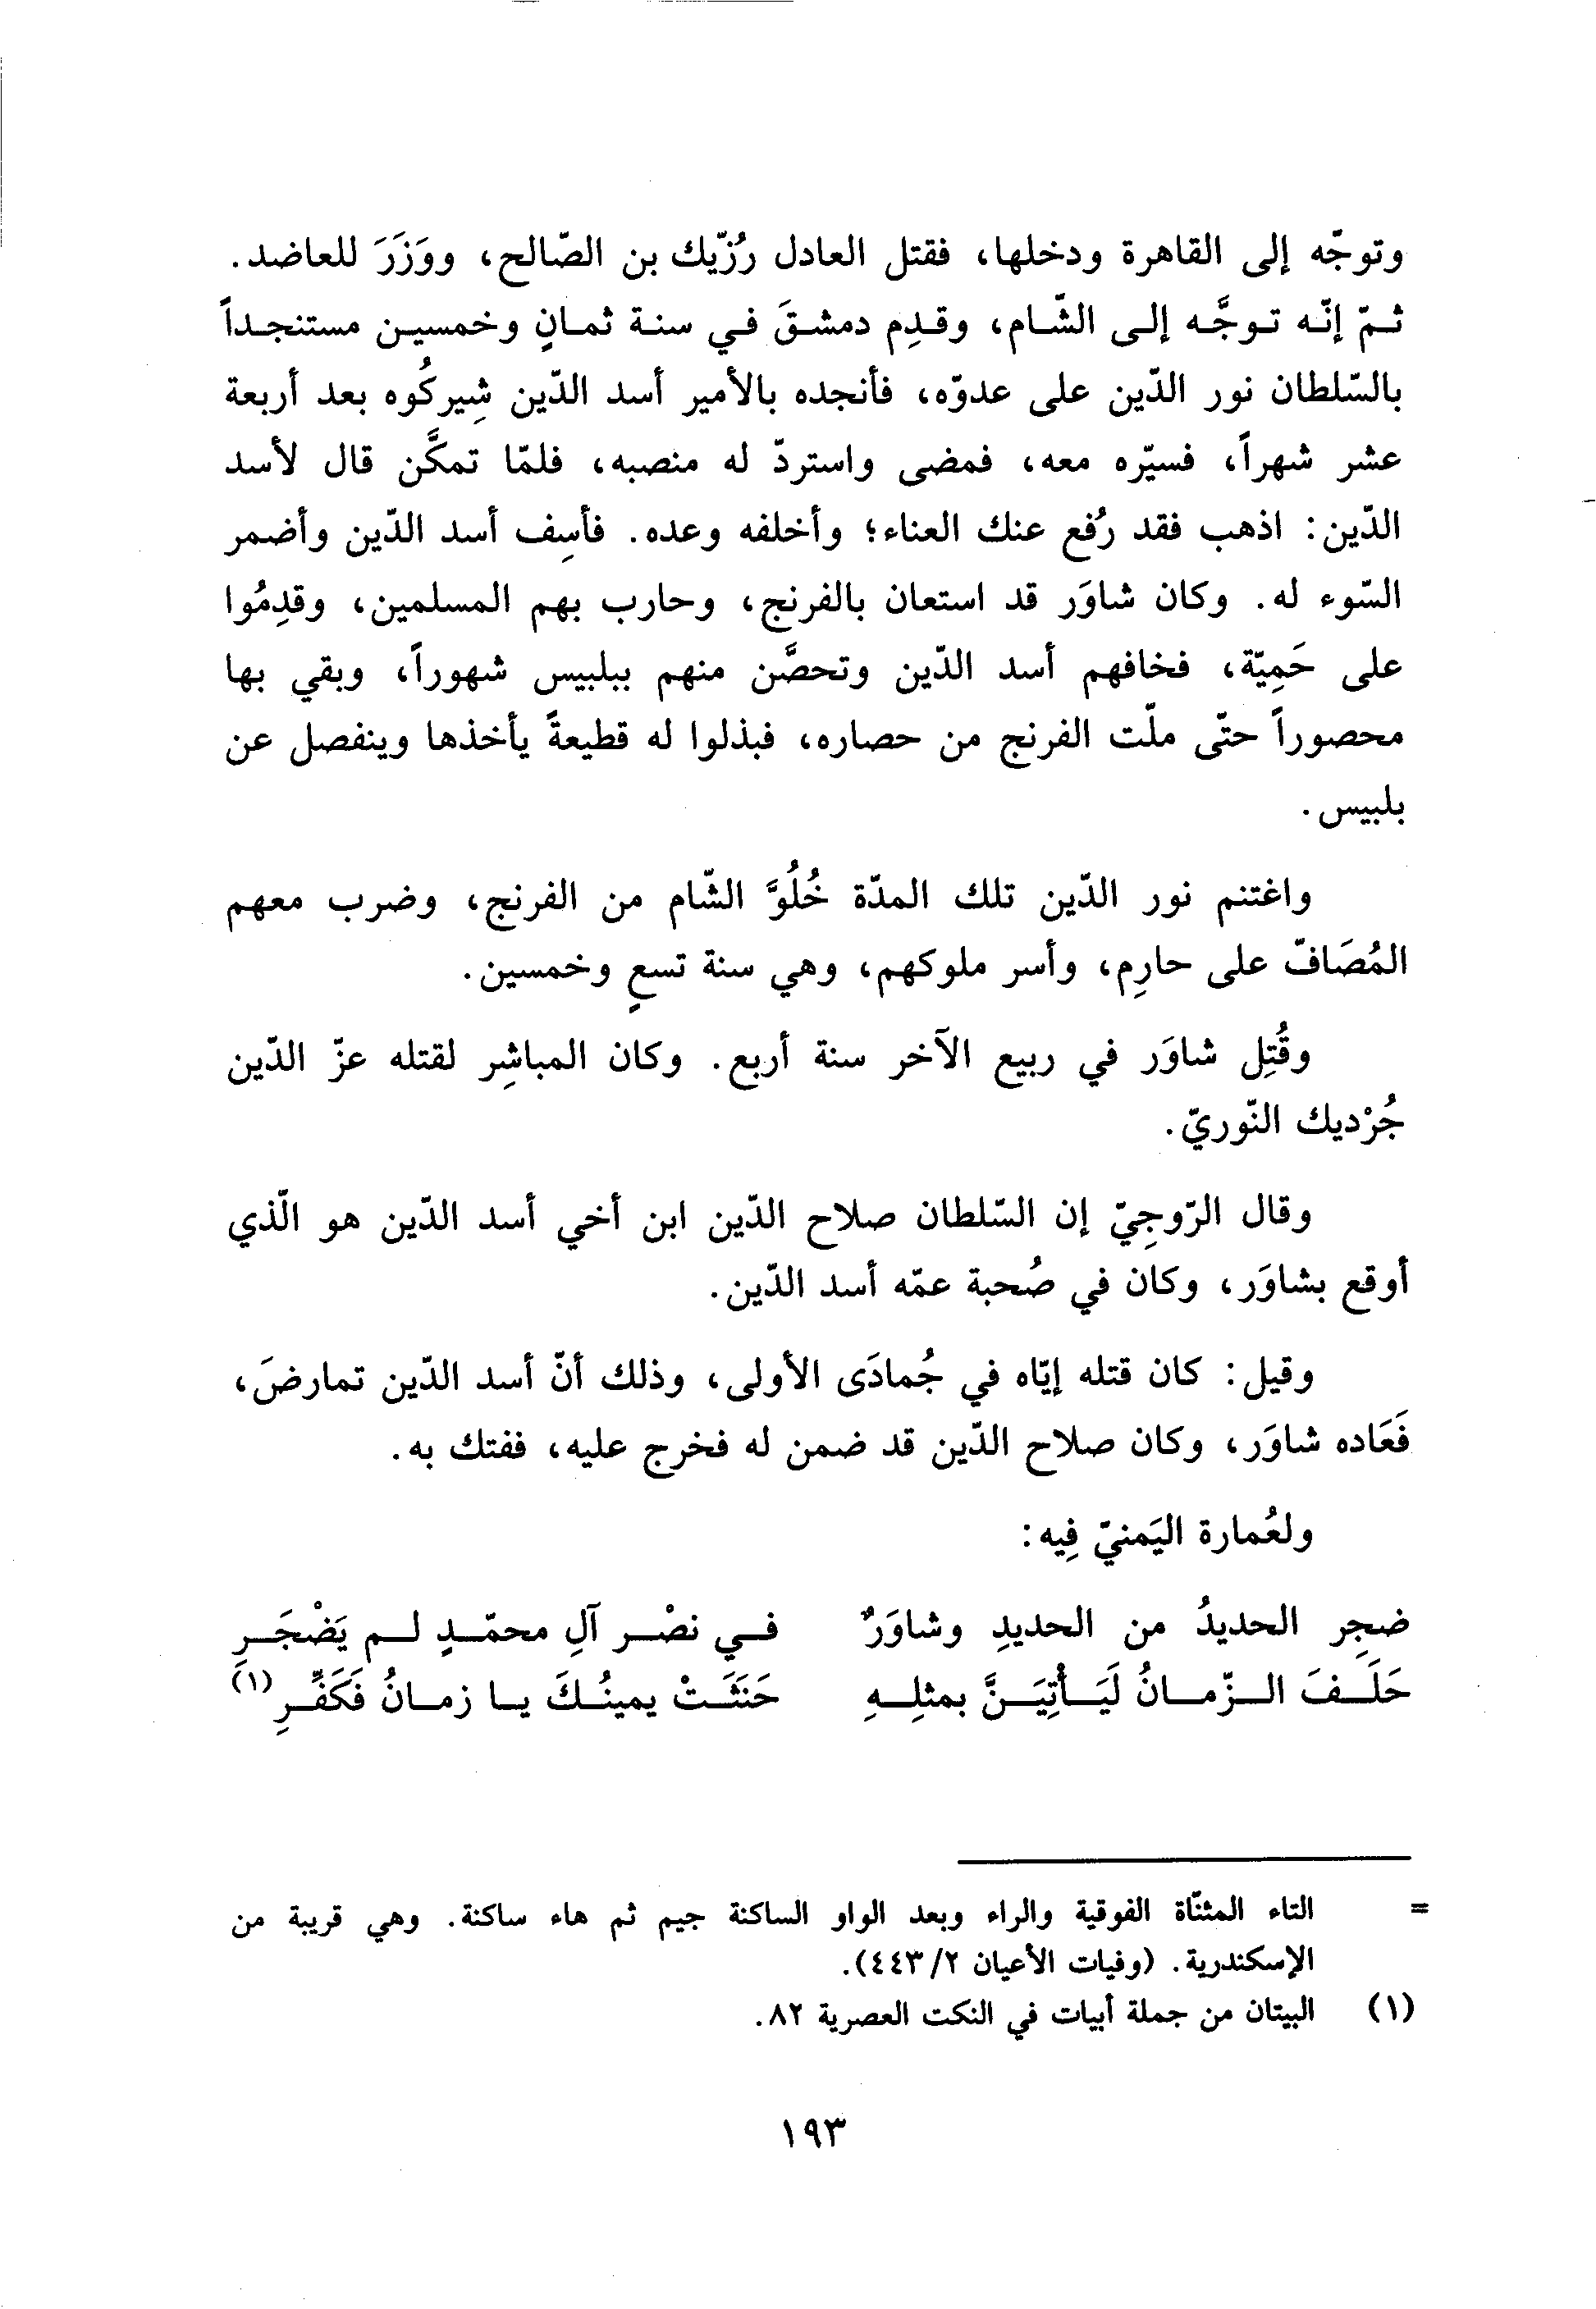 وتوجّه إلى القاهرة ودخلها، فقتل العادل رُزّيك بن الصّالح، ووَزَرَ للعاضد.
ثمّ إنّه توجَّه إلى الشّام، وقدِم دمشقَ في سنة ثمانٍ وخمسين مستنجداً
بالسّلطان نور الدّين على عدوّه، فأنجده بالأمير أسد الدّين شِيركُوه بعد أربعة
عشر شهراً، فسيّره معه، فمضى واستردّ له منصبه، فلمّا تمكَّن قال لأسد
الدّين: اذهب فقد رُفع عنك العناء؛ وأخلفه وعده. فأسِف أسد الدّين وأضمر
السّوء له. وكان شاوَر قد استعان بالفرنج، وحارب بهم المسلمين، وقدِمُوا
على حَمِيّة، فخافهم أسد الدّين وتحصَّن منهم ببلبيس شهوراً، وبقي بها
محصوراً حتّى ملّت الفرنج من حصاره، فبذلوا له قطيعةً يأخذها وينفصل عن
بلبيس.
واغتنم نور الدّين تلك المدّة خُلُوَّ الشّام من الفرنج، وضرب معهم
المُصَافّ على حارِم، وأسر ملوكهم، وهي سنة تسعٍ وخمسين.
وقُتِل شاوَر في ربيع الآخر سنة أربع. وكان المباشِر لقتله عزّ الدّين
جُرْديك النّوريّ.
وقال الرّوجِيّ إن السّلطان صلاح الدّين ابن أخي أسد الدّين هو الّذي
أوقع بشاوَر، وكان في صُحبة عمّه أسد الدّين.
وقيل: كان قتله إيّاه في جُمادَى الأولى، وذلك أنّ أسد الدّين تمارضَ،
فَعَاده شاوَر، وكان صلاح الدّين قد ضمن له فخرج عليه، ففتك به.
ولعُمارة اليَمنيّ فِيه:
ضجِر الحديدُ من الحديدِ وشاوَرٌ في نصْر آلِ محمّدٍ لم يَضْجَرِ
حَلَفَ الزّمانُ لَيَأْتِيَنَّ بمثلِهِ حَنَثَتْ يمينُكَ يا زمانُ فَكَفِّرِ(١)
= التاء المثنّاة الفوقية والراء وبعد الواو الساكنة جيم ثم هاء ساكنة. وهي قريبة من
الإسكندرية. (وفيات الأعيان ٢/ ٤٤٣).
(١) البيتان من جملة أبيات في النكت العصرية ٨٢.
١٩٣